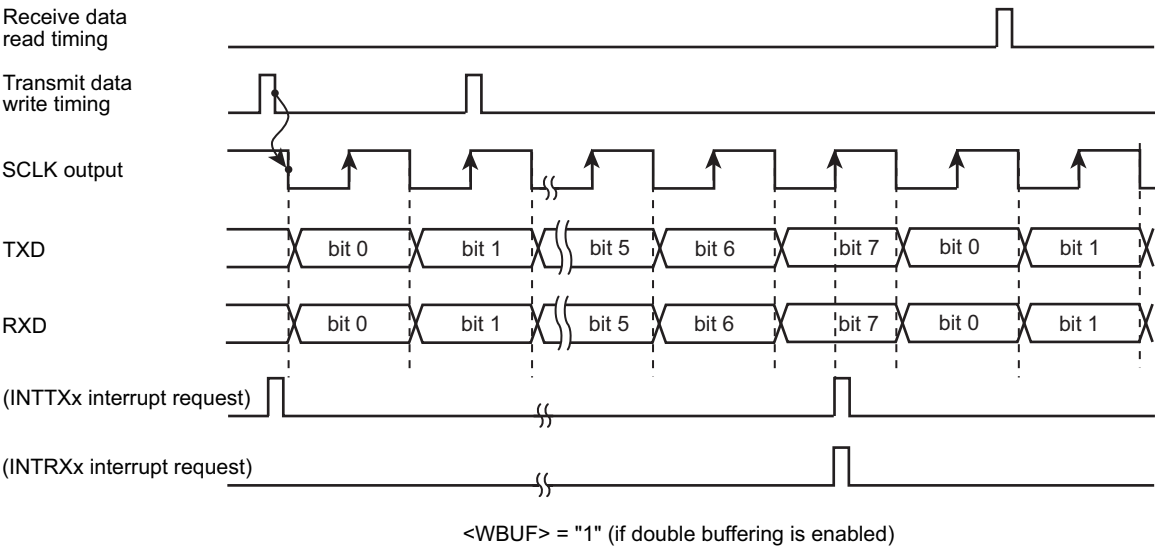 Receive data
read timing
Transmit data
write timing
SCLK output
TXD
bit 0 bit 1 bit 5 bit 6 bit 7 bit 0 bit 1
RXD
bit 0 bit 1 bit 5 bit 6 bit 7 bit 0 bit 1
(INTTXx interrupt request)
(INTRXx interrupt request)
<WBUF> = "1" (if double buffering is enabled)